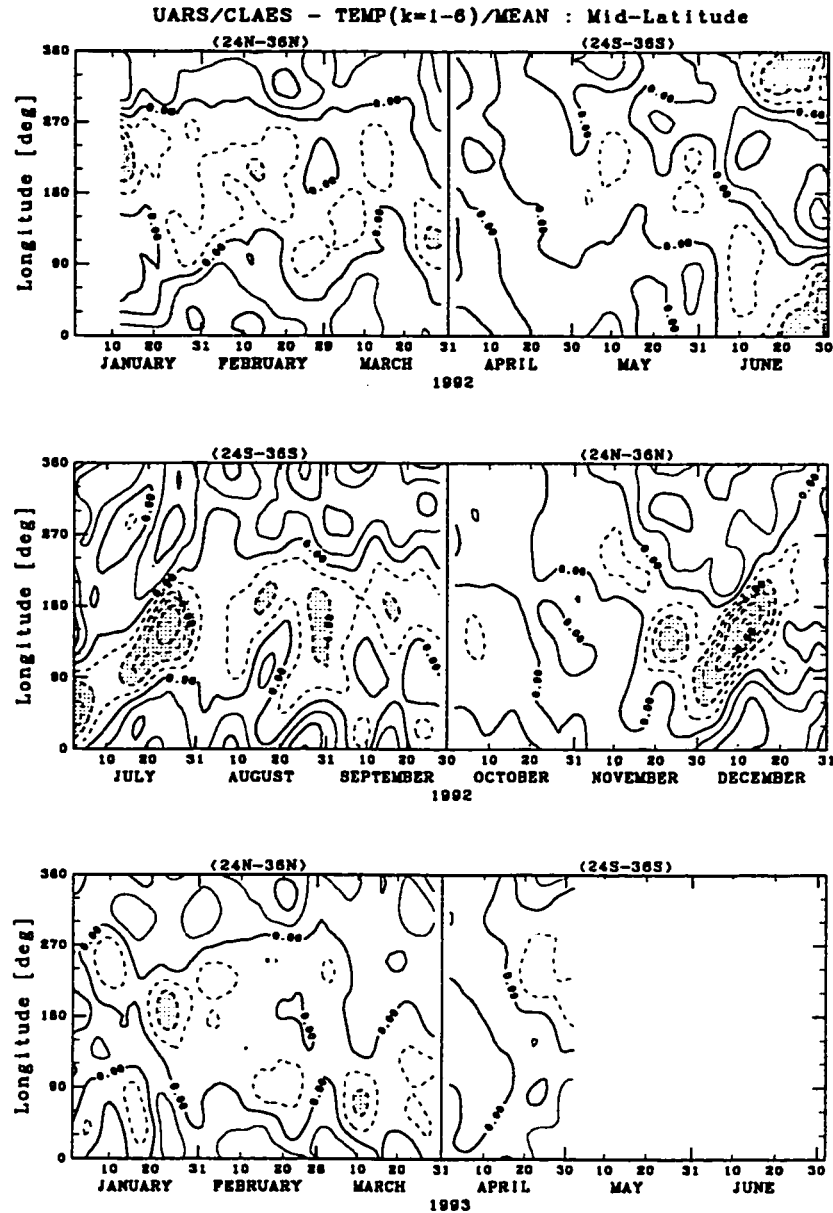 UARS/CLAES - TEMP(k=1-6)/MEAN : Mid-Latitude
(24N-36N) (24S-36S)
Longitude [deg]
360
270
180
90
0
10 20 31 10 20 29 10 20 31 10 20 30 10 20 31 10 20 30
JANUARY FEBRUARY MARCH APRIL MAY JUNE
1992
(24S-36S) (24N-36N)
Longitude [deg]
360
270
180
90
0
10 20 31 10 20 31 10 20 30 10 20 31 10 20 30 10 20 31
JULY AUGUST SEPTEMBER OCTOBER NOVEMBER DECEMBER
1992
(24N-36N) (24S-36S)
Longitude [deg]
360
270
180
90
0
10 20 31 10 20 28 10 20 31 10 20 30 10 20 31 10 20 30
JANUARY FEBRUARY MARCH APRIL MAY JUNE
1993